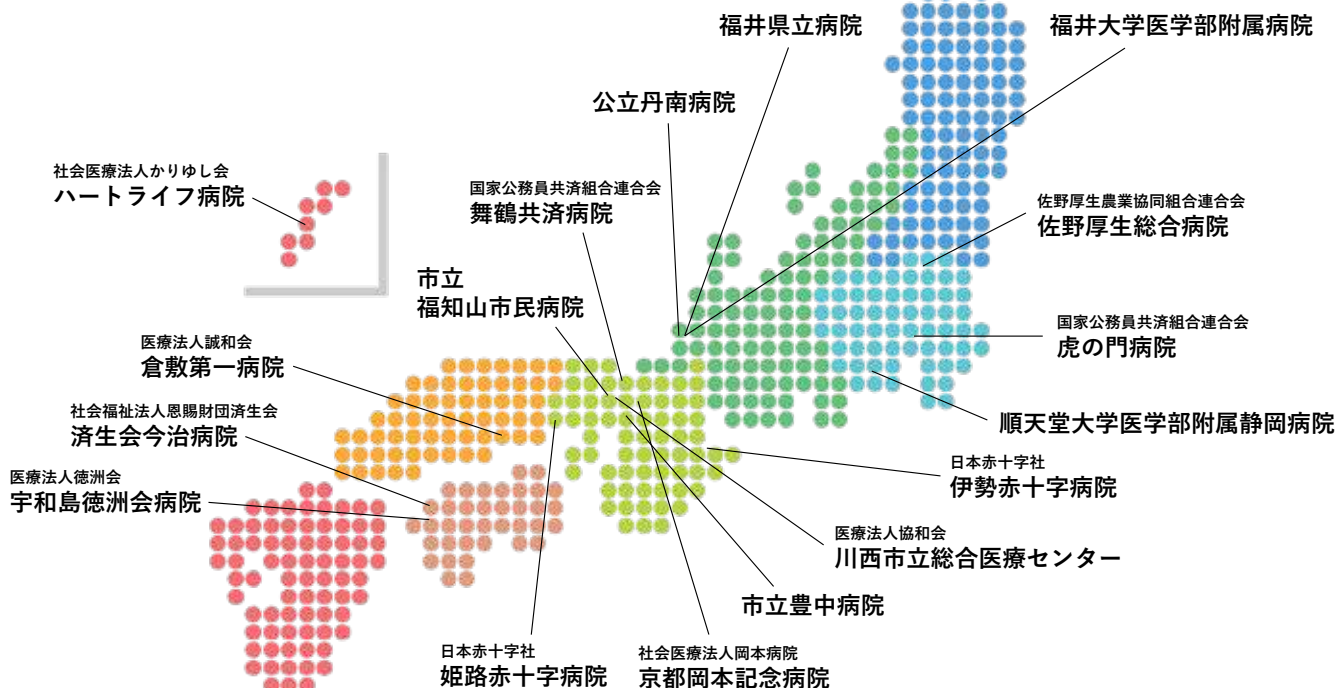 福井県立病院
福井大学医学部附属病院
公立丹南病院
社会医療法人かりゆし会
ハートライフ病院
国家公務員共済組合連合会
舞鶴共済病院
佐野厚生農業協同組合連合会
佐野厚生総合病院
市立
福知山市民病院
国家公務員共済組合連合会
虎の門病院
医療法人誠和会
倉敷第一病院
社会福祉法人恩賜財団済生会
済生会今治病院
順天堂大学医学部附属静岡病院
日本赤十字社
伊勢赤十字病院
医療法人徳洲会
宇和島徳洲会病院
医療法人協和会
川西市立総合医療センター
市立豊中病院
日本赤十字社
姫路赤十字病院
社会医療法人岡本病院
京都岡本記念病院